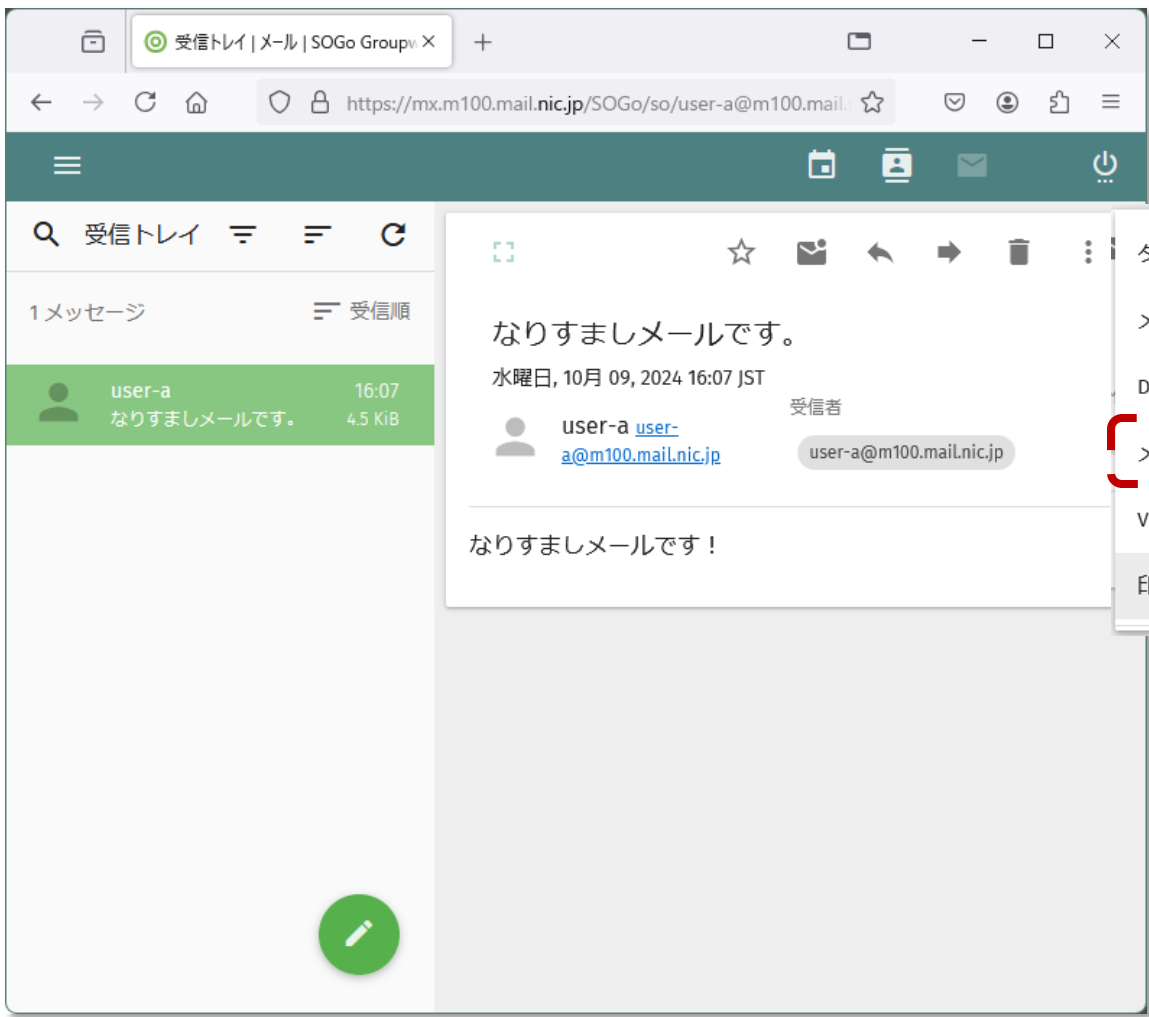 受信トレイ | メール | SOGo Groupw
https://mx.m100.mail.nic.jp/SOGo/so/user-a@m100.mail.
受信トレイ
1 メッセージ
受信順
user-a 16:07
なりすましメールです。 4.5 KiB
なりすましメールです。
水曜日, 10月 09, 2024 16:07 JST
user-a user-
a@m100.mail.nic.jp
受信者
user-a@m100.mail.nic.jp
なりすましメールです！
メ
D
メ
V
印